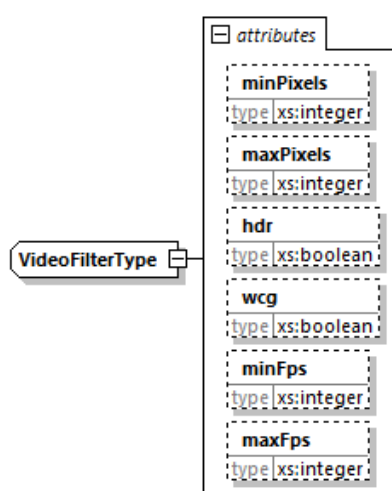 attributes
minPixels
type xs:integer
maxPixels
type xs:integer
hdr
type xs:boolean
VideoFilterType
wcg
type xs:boolean
minFps
type xs:integer
maxFps
type xs:integer